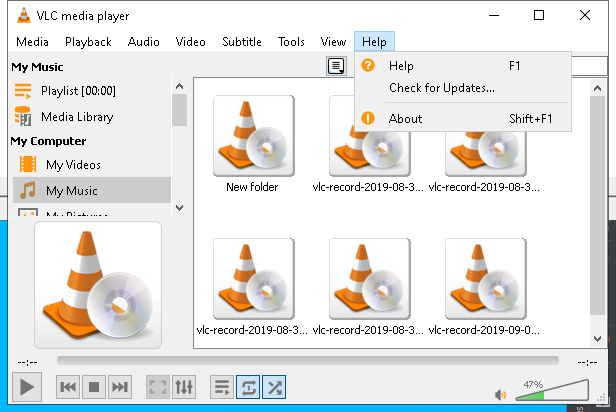 VLC media player
Media Playback Audio Video Subtitle Tools View Help
My Music
Playlist [00:00]
Media Library
My Computer
My Videos
My Music
My Pictures
Help F1
Check for Updates...
About Shift+F1
New folder
vlc-record-2019-08-3...
vlc-record-2019-08-3...
vlc-record-2019-08-3...
vlc-record-2019-08-3...
vlc-record-2019-09-0...
--:--
--:--
47%